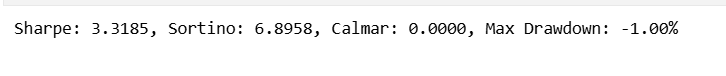 Sharpe: 3.3185, Sortino: 6.8958, Calmar: 0.0000, Max Drawdown: -1.00%